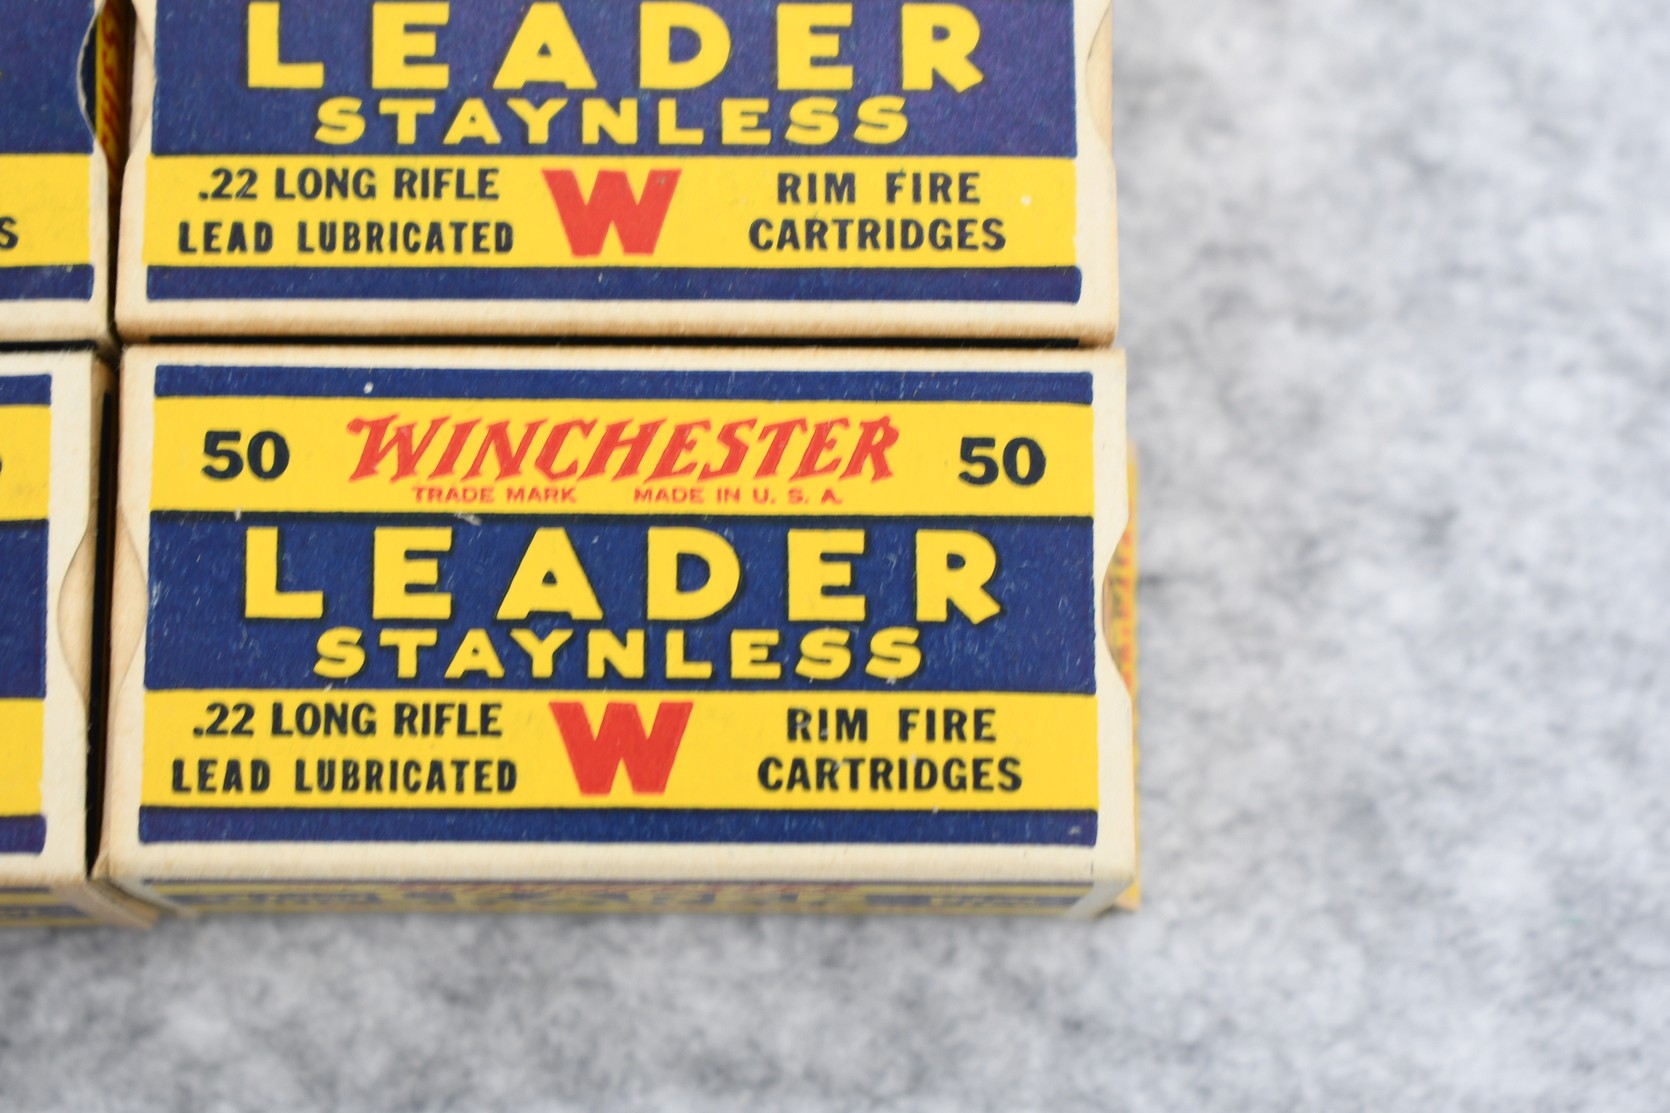 LEADER
STAYNLESS
.22 LONG RIFLE
LEAD LUBRICATED
W
RIM FIRE
CARTRIDGES
S
50 WINCHESTER 50
TRADE MARK MADE IN U. S. A.
LEADER
STAYNLESS
.22 LONG RIFLE
LEAD LUBRICATED
W
RIM FIRE
CARTRIDGES